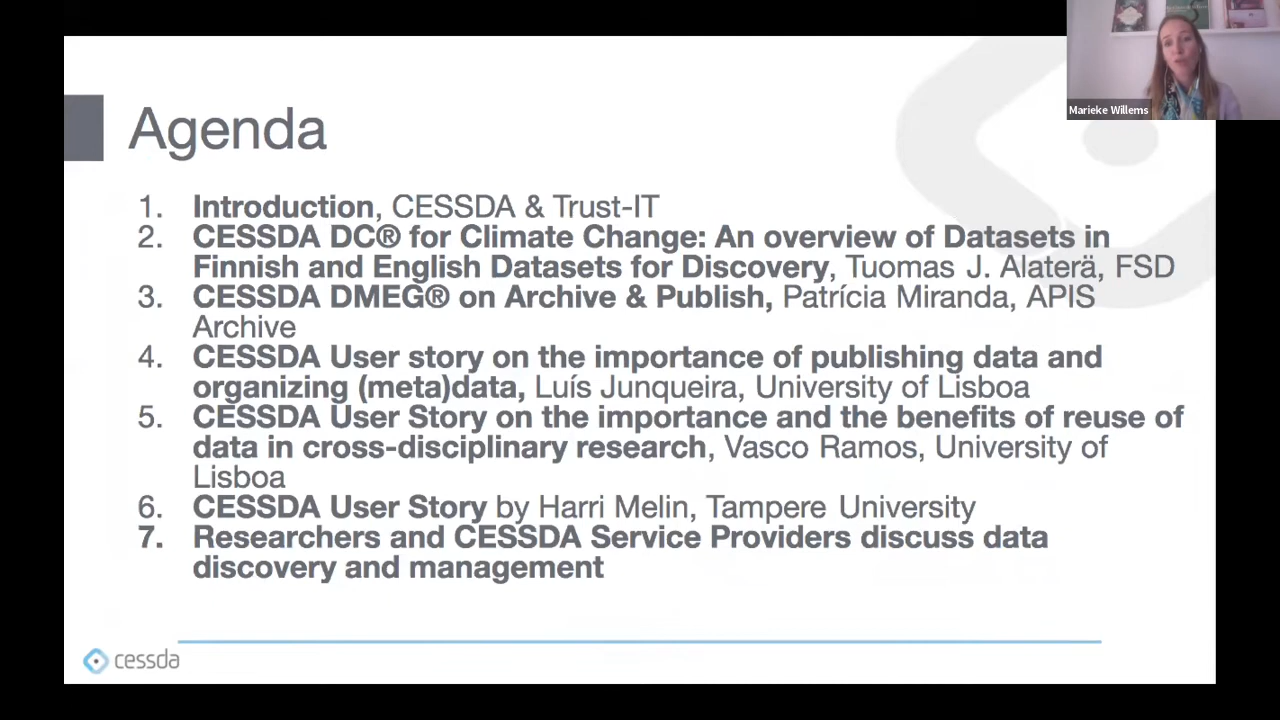 Marieke Willems
Agenda
1. Introduction, CESSDA & Trust-IT
2. CESSDA DC® for Climate Change: An overview of Datasets in
Finnish and English Datasets for Discovery, Tuomas J. Alaterä, FSD
3. CESSDA DMEG® on Archive & Publish, Patrícia Miranda, APIS
Archive
4. CESSDA User story on the importance of publishing data and
organizing (meta)data, Luís Junqueira, University of Lisboa
5. CESSDA User Story on the importance and the benefits of reuse of
data in cross-disciplinary research, Vasco Ramos, University of
Lisboa
6. CESSDA User Story by Harri Melin, Tampere University
7. Researchers and CESSDA Service Providers discuss data
discovery and management
cessda